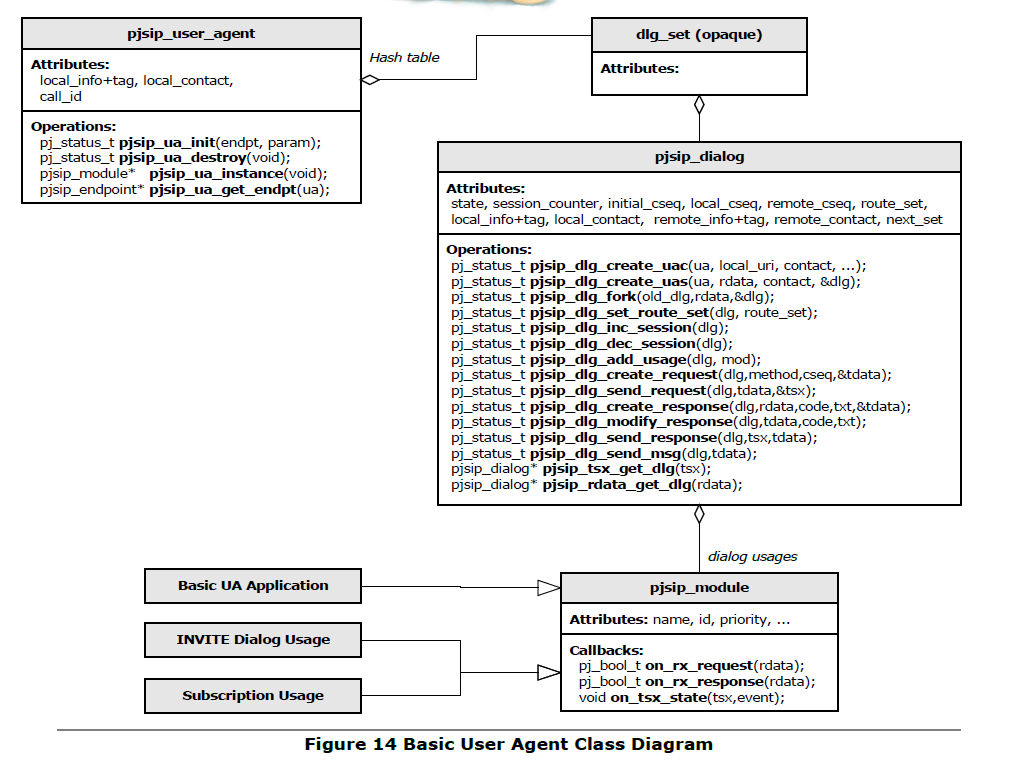 pjsip_user_agent
Attributes:
local_info+tag, local_contact,
call_id
Operations:
pj_status_t pjsip_ua_init(endpt, param);
pj_status_t pjsip_ua_destroy(void);
pjsip_module* pjsip_ua_instance(void);
pjsip_endpoint* pjsip_ua_get_endpt(ua);
Hash table
dlg_set (opaque)
Attributes:
pjsip_dialog
Attributes:
state, session_counter, initial_cseq, local_cseq, remote_cseq, route_set,
local_info+tag, local_contact, remote_info+tag, remote_contact, next_set
Operations:
pj_status_t pjsip_dlg_create_uac(ua, local_uri, contact, ...);
pj_status_t pjsip_dlg_create_uas(ua, rdata, contact, &dlg);
pj_status_t pjsip_dlg_fork(old_dlg,rdata,&dlg);
pj_status_t pjsip_dlg_set_route_set(dlg, route_set);
pj_status_t pjsip_dlg_inc_session(dlg);
pj_status_t pjsip_dlg_dec_session(dlg);
pj_status_t pjsip_dlg_add_usage(dlg, mod);
pj_status_t pjsip_dlg_create_request(dlg,method,cseq,&tdata);
pj_status_t pjsip_dlg_send_request(dlg,tdata,&tsx);
pj_status_t pjsip_dlg_create_response(dlg,rdata,code,txt,&tdata);
pj_status_t pjsip_dlg_modify_response(dlg,tdata,code,txt);
pj_status_t pjsip_dlg_send_response(dlg,tsx,tdata);
pj_status_t pjsip_dlg_send_msg(dlg,tdata);
pjsip_dialog* pjsip_tsx_get_dlg(tsx);
pjsip_dialog* pjsip_rdata_get_dlg(rdata);
dialog usages
Basic UA Application
INVITE Dialog Usage
Subscription Usage
pjsip_module
Attributes: name, id, priority, ...
Callbacks:
pj_bool_t on_rx_request(rdata);
pj_bool_t on_rx_response(rdata);
void on_tsx_state(tsx,event);
Figure 14 Basic User Agent Class Diagram